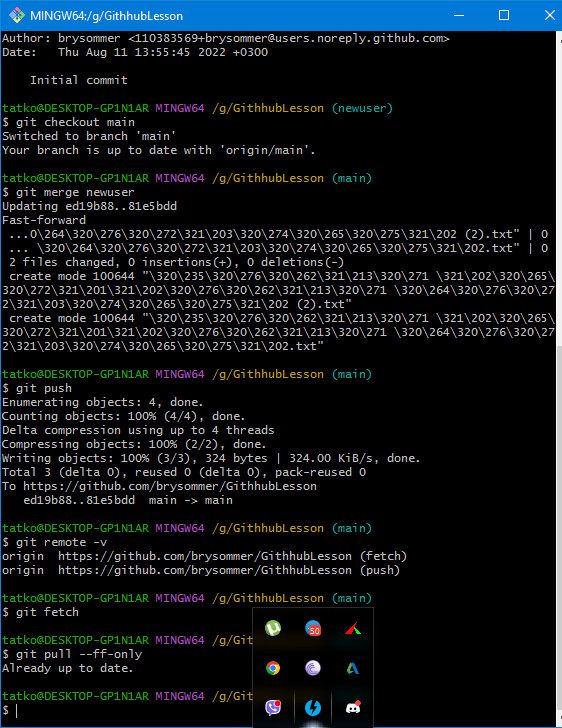 MINGW64:/g/GithhubLesson
Author: brysommer <110383569+brysommer@users.noreply.github.com>
Date:   Thu Aug 11 13:55:45 2022 +0300
    Initial commit
tatko@DESKTOP-GP1N1AR MINGW64 /g/GithhubLesson (newuser)
$ git checkout main
Switched to branch 'main'
Your branch is up to date with 'origin/main'.
tatko@DESKTOP-GP1N1AR MINGW64 /g/GithhubLesson (main)
$ git merge newuser
Updating ed19b88..81e5bdd
Fast-forward
 ...0\264\320\276\320\272\321\203\320\274\320\265\320\275\321\202 (2).txt" | 0
 ... \320\264\320\276\320\272\321\203\320\274\320\265\320\275\321\202.txt" | 0
 2 files changed, 0 insertions(+), 0 deletions(-)
 create mode 100644 "\320\235\320\276\320\262\321\213\320\271 \321\202\320\265\
320\272\321\201\321\202\320\276\320\262\321\213\320\271 \320\264\320\276\320\27
2\321\203\320\274\320\265\320\275\321\202 (2).txt"
 create mode 100644 "\320\235\320\276\320\262\321\213\320\271 \321\202\320\265\
320\272\321\201\321\202\320\276\320\262\321\213\320\271 \320\264\320\276\320\27
2\321\203\320\274\320\265\320\275\321\202.txt"
tatko@DESKTOP-GP1N1AR MINGW64 /g/GithhubLesson (main)
$ git push
Enumerating objects: 4, done.
Counting objects: 100% (4/4), done.
Delta compression using up to 4 threads
Compressing objects: 100% (2/2), done.
Writing objects: 100% (3/3), 324 bytes | 324.00 KiB/s, done.
Total 3 (delta 0), reused 0 (delta 0), pack-reused 0
To https://github.com/brysommer/GithhubLesson
   ed19b88..81e5bdd  main -> main
tatko@DESKTOP-GP1N1AR MINGW64 /g/GithhubLesson (main)
$ git remote -v
origin  https://github.com/brysommer/GithhubLesson (fetch)
origin  https://github.com/brysommer/GithhubLesson (push)
tatko@DESKTOP-GP1N1AR MINGW64 /g/GithhubLesson (main)
$ git fetch
tatko@DESKTOP-GP1N1AR MINGW64 /g/Git
$ git pull --ff-only
Already up to date.
tatko@DESKTOP-GP1N1AR MINGW64 /g/Git
$
50